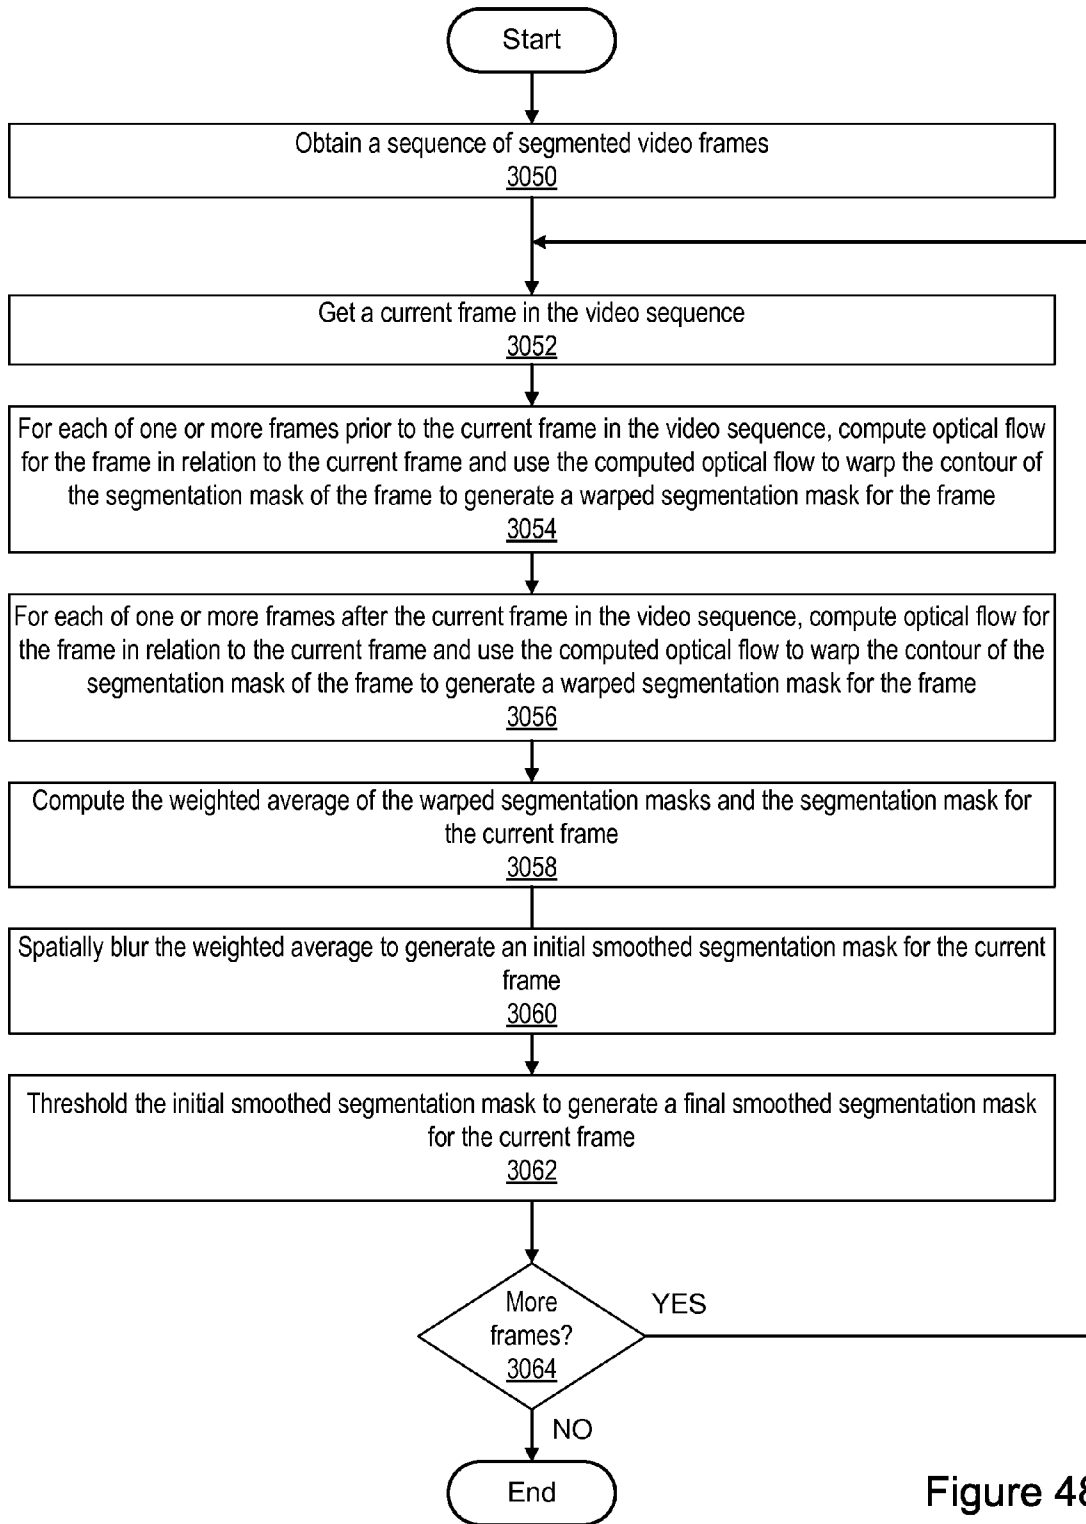 Start
Obtain a sequence of segmented video frames
3050
Get a current frame in the video sequence
3052
For each of one or more frames prior to the current frame in the video sequence, compute optical flow
for the frame in relation to the current frame and use the computed optical flow to warp the contour of
the segmentation mask of the frame to generate a warped segmentation mask for the frame
3054
For each of one or more frames after the current frame in the video sequence, compute optical flow for
the frame in relation to the current frame and use the computed optical flow to warp the contour of the
segmentation mask of the frame to generate a warped segmentation mask for the frame
3056
Compute the weighted average of the warped segmentation masks and the segmentation mask for
the current frame
3058
Spatially blur the weighted average to generate an initial smoothed segmentation mask for the current
frame
3060
Threshold the initial smoothed segmentation mask to generate a final smoothed segmentation mask
for the current frame
3062
More
frames?
3064
YES
NO
End
Figure 48